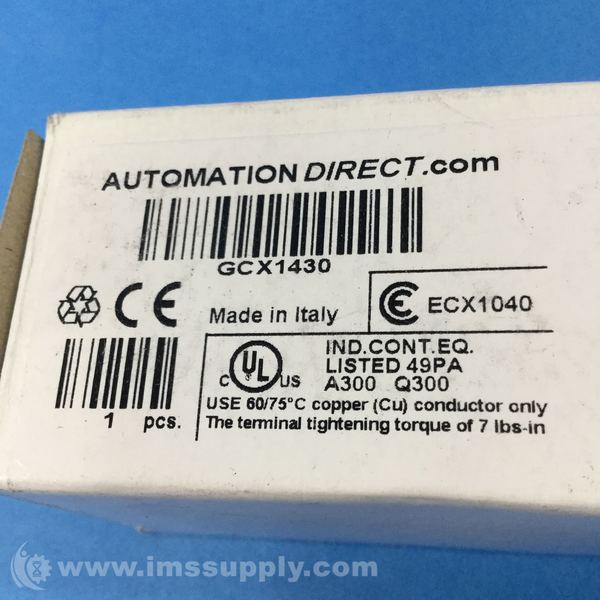 AUTOMATION DIRECT.com
GCX1430
CE
Made in Italy
ECX1040
C UL US
IND.CONT.EQ.
LISTED 49PA
A300 Q300
1 pcs.
USE 60/75°C copper (Cu) conductor only
The terminal tightening torque of 7 lbs-in
www.imssupply.com